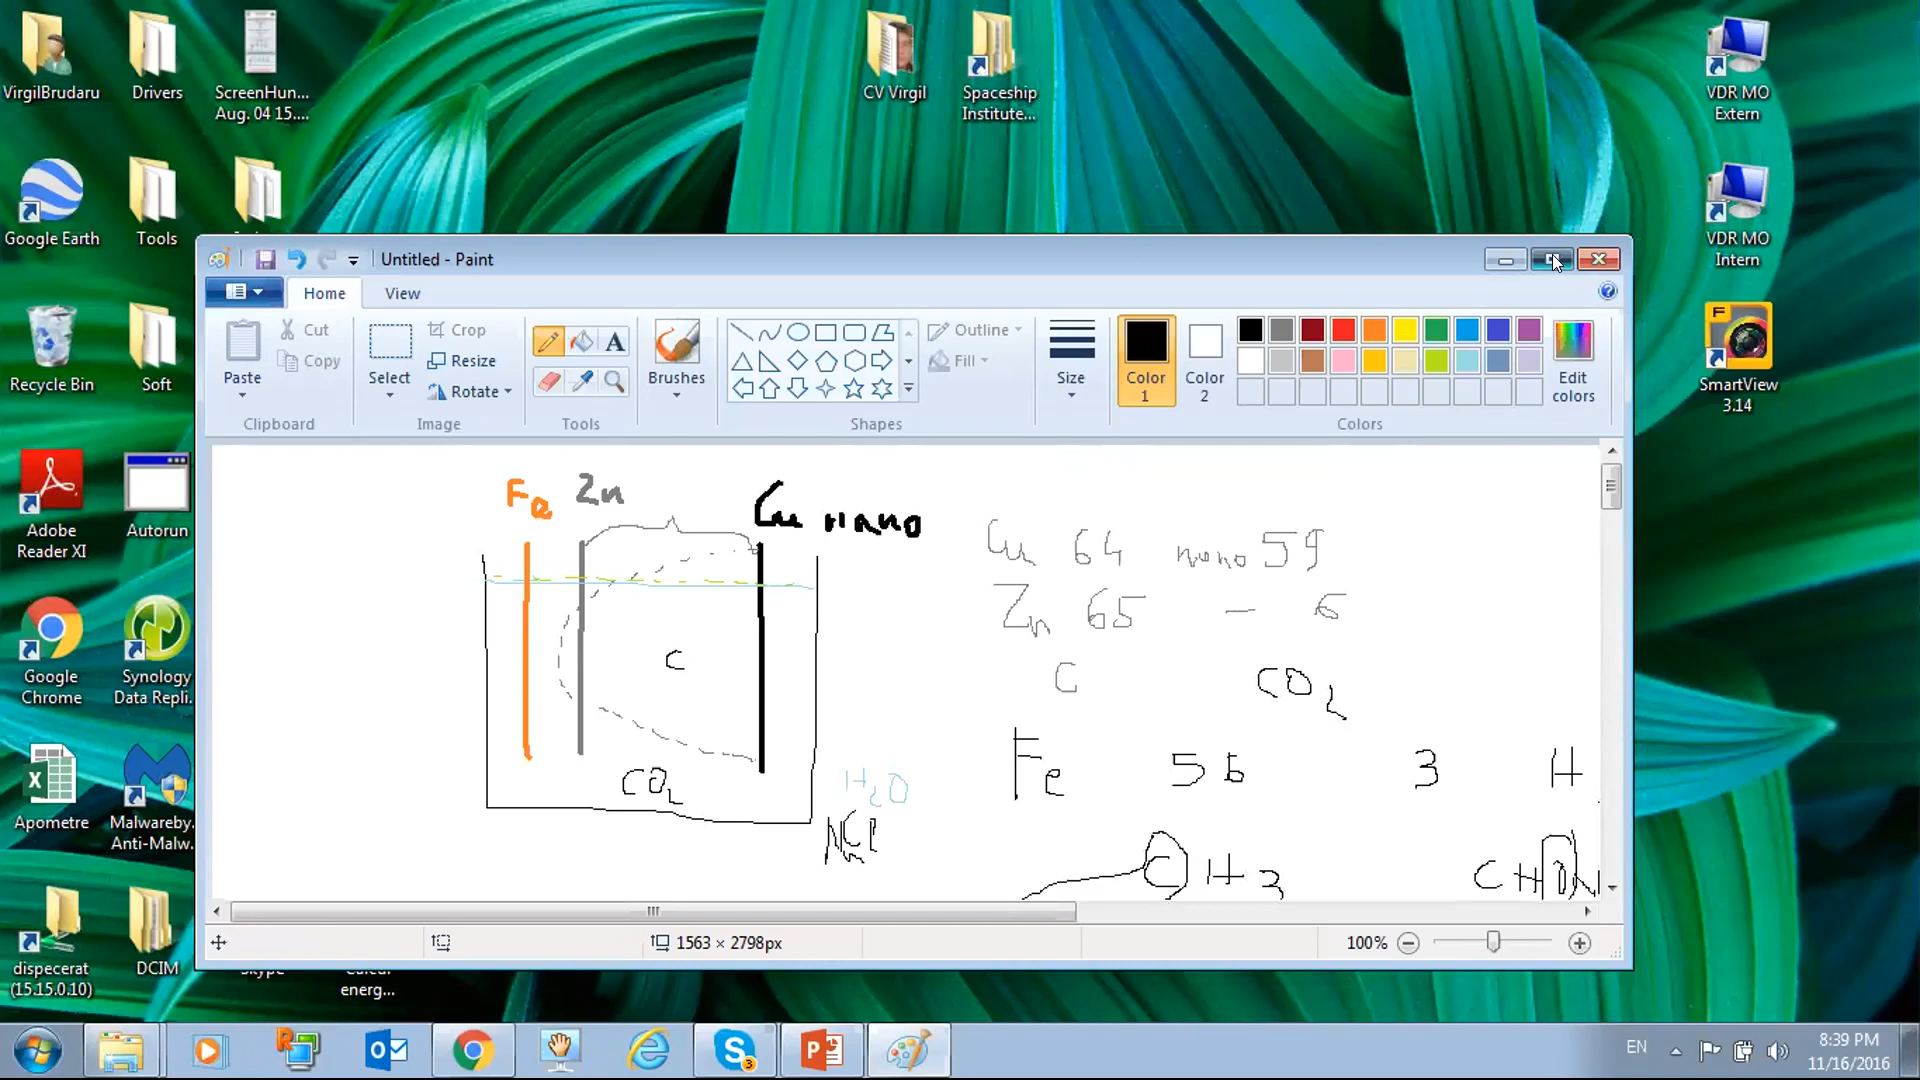 VirgilBrudaru
Drivers
ScreenHun...
Aug. 04 15....
CV Virgil
Spaceship
Institute...
VDR MO
Extern
Google Earth
Tools
VDR MO
Intern
Untitled - Paint
Home
View
Cut
Copy
Paste
Clipboard
Crop
Resize
Rotate
Select
Image
A
Tools
Brushes
Outline
Fill
Shapes
Size
Color
1
Color
2
Edit
colors
Colors
Recycle Bin
Soft
F
SmartView
3.14
Adobe
Reader XI
Autorun
Google
Chrome
Synology
Data Repli...
Apometre
Malwareby...
Anti-Malw...
dispecerat
(15.15.0.10)
DCIM
Skype
Calcul
energ...
Fe Zn Cu nano
C
CO2
H2O
NaCl
Cu 64 nano 59
Zn 65 - 6
C CO2
Fe 56 3 H
CH3
1563 × 2798px
100%
EN
8:39 PM
11/16/2016